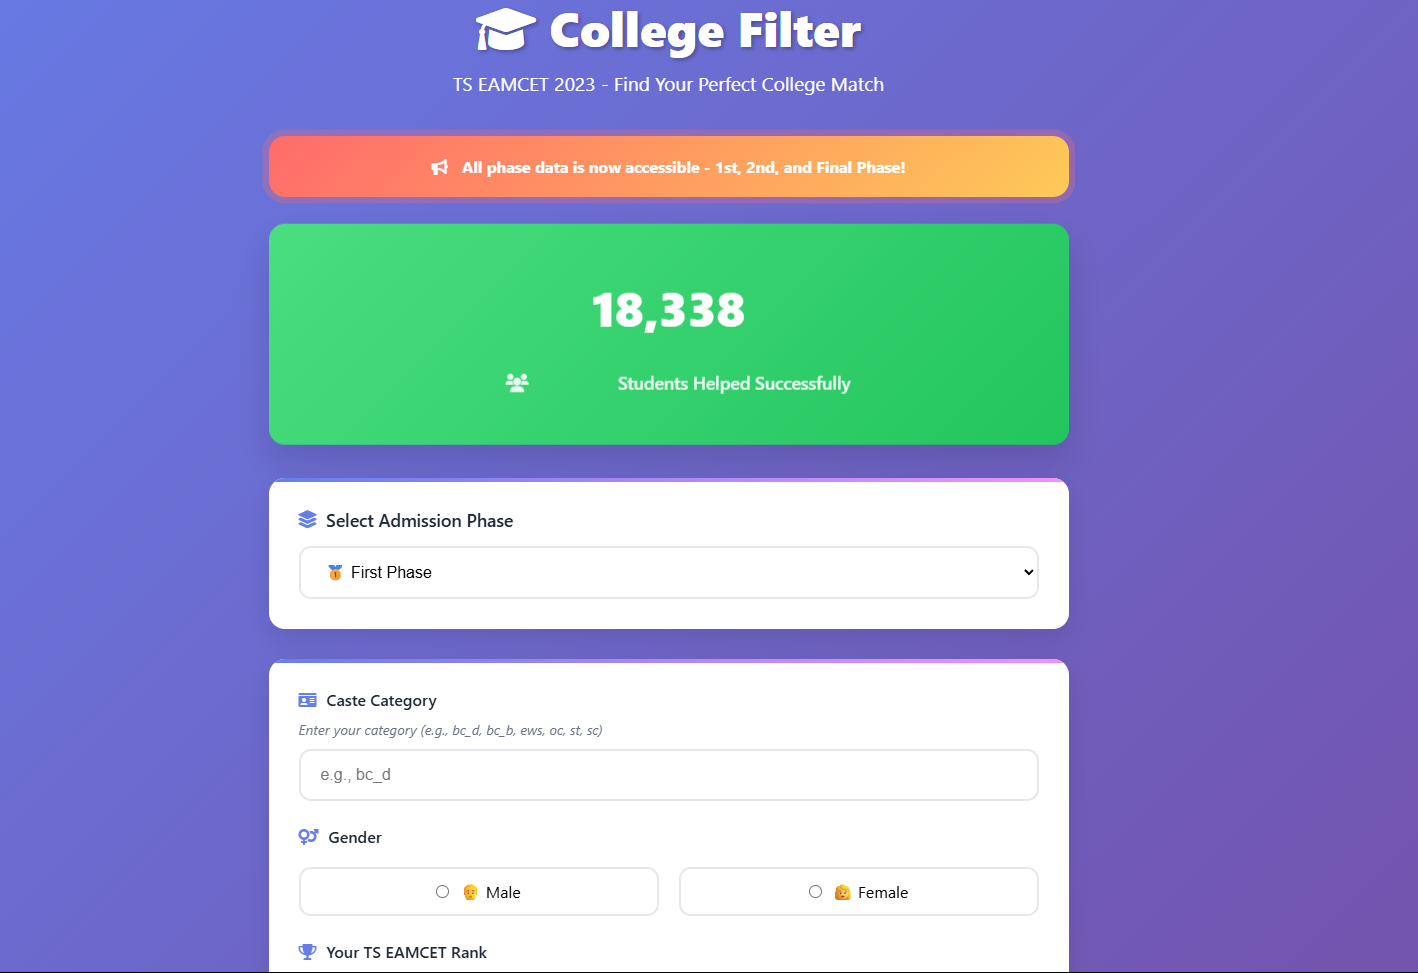 College Filter
TS EAMCET 2023 - Find Your Perfect College Match
All phase data is now accessible - 1st, 2nd, and Final Phase!
18,338
Students Helped Successfully
Select Admission Phase
First Phase
Caste Category
Enter your category (e.g., bc_d, bc_b, ews, oc, st, sc)
e.g., bc_d
Gender
Male
Female
Your TS EAMCET Rank